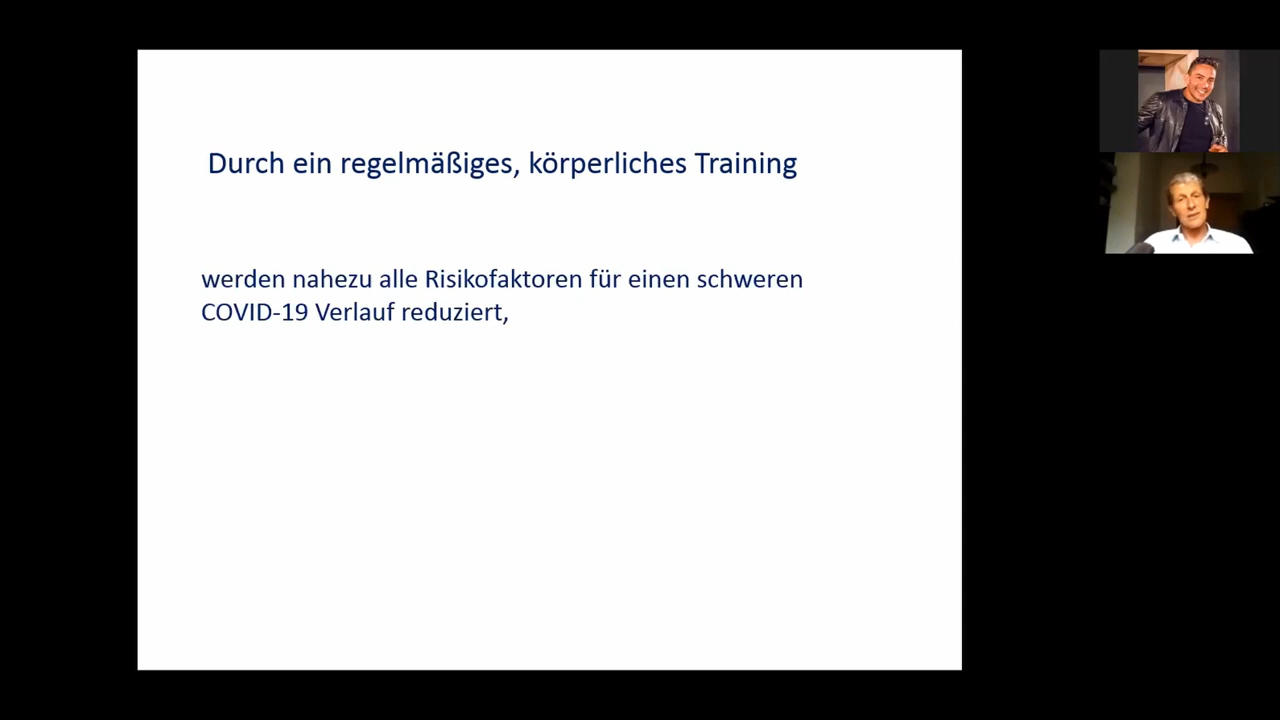 Durch ein regelmäßiges, körperliches Training
werden nahezu alle Risikofaktoren für einen schweren
COVID-19 Verlauf reduziert,